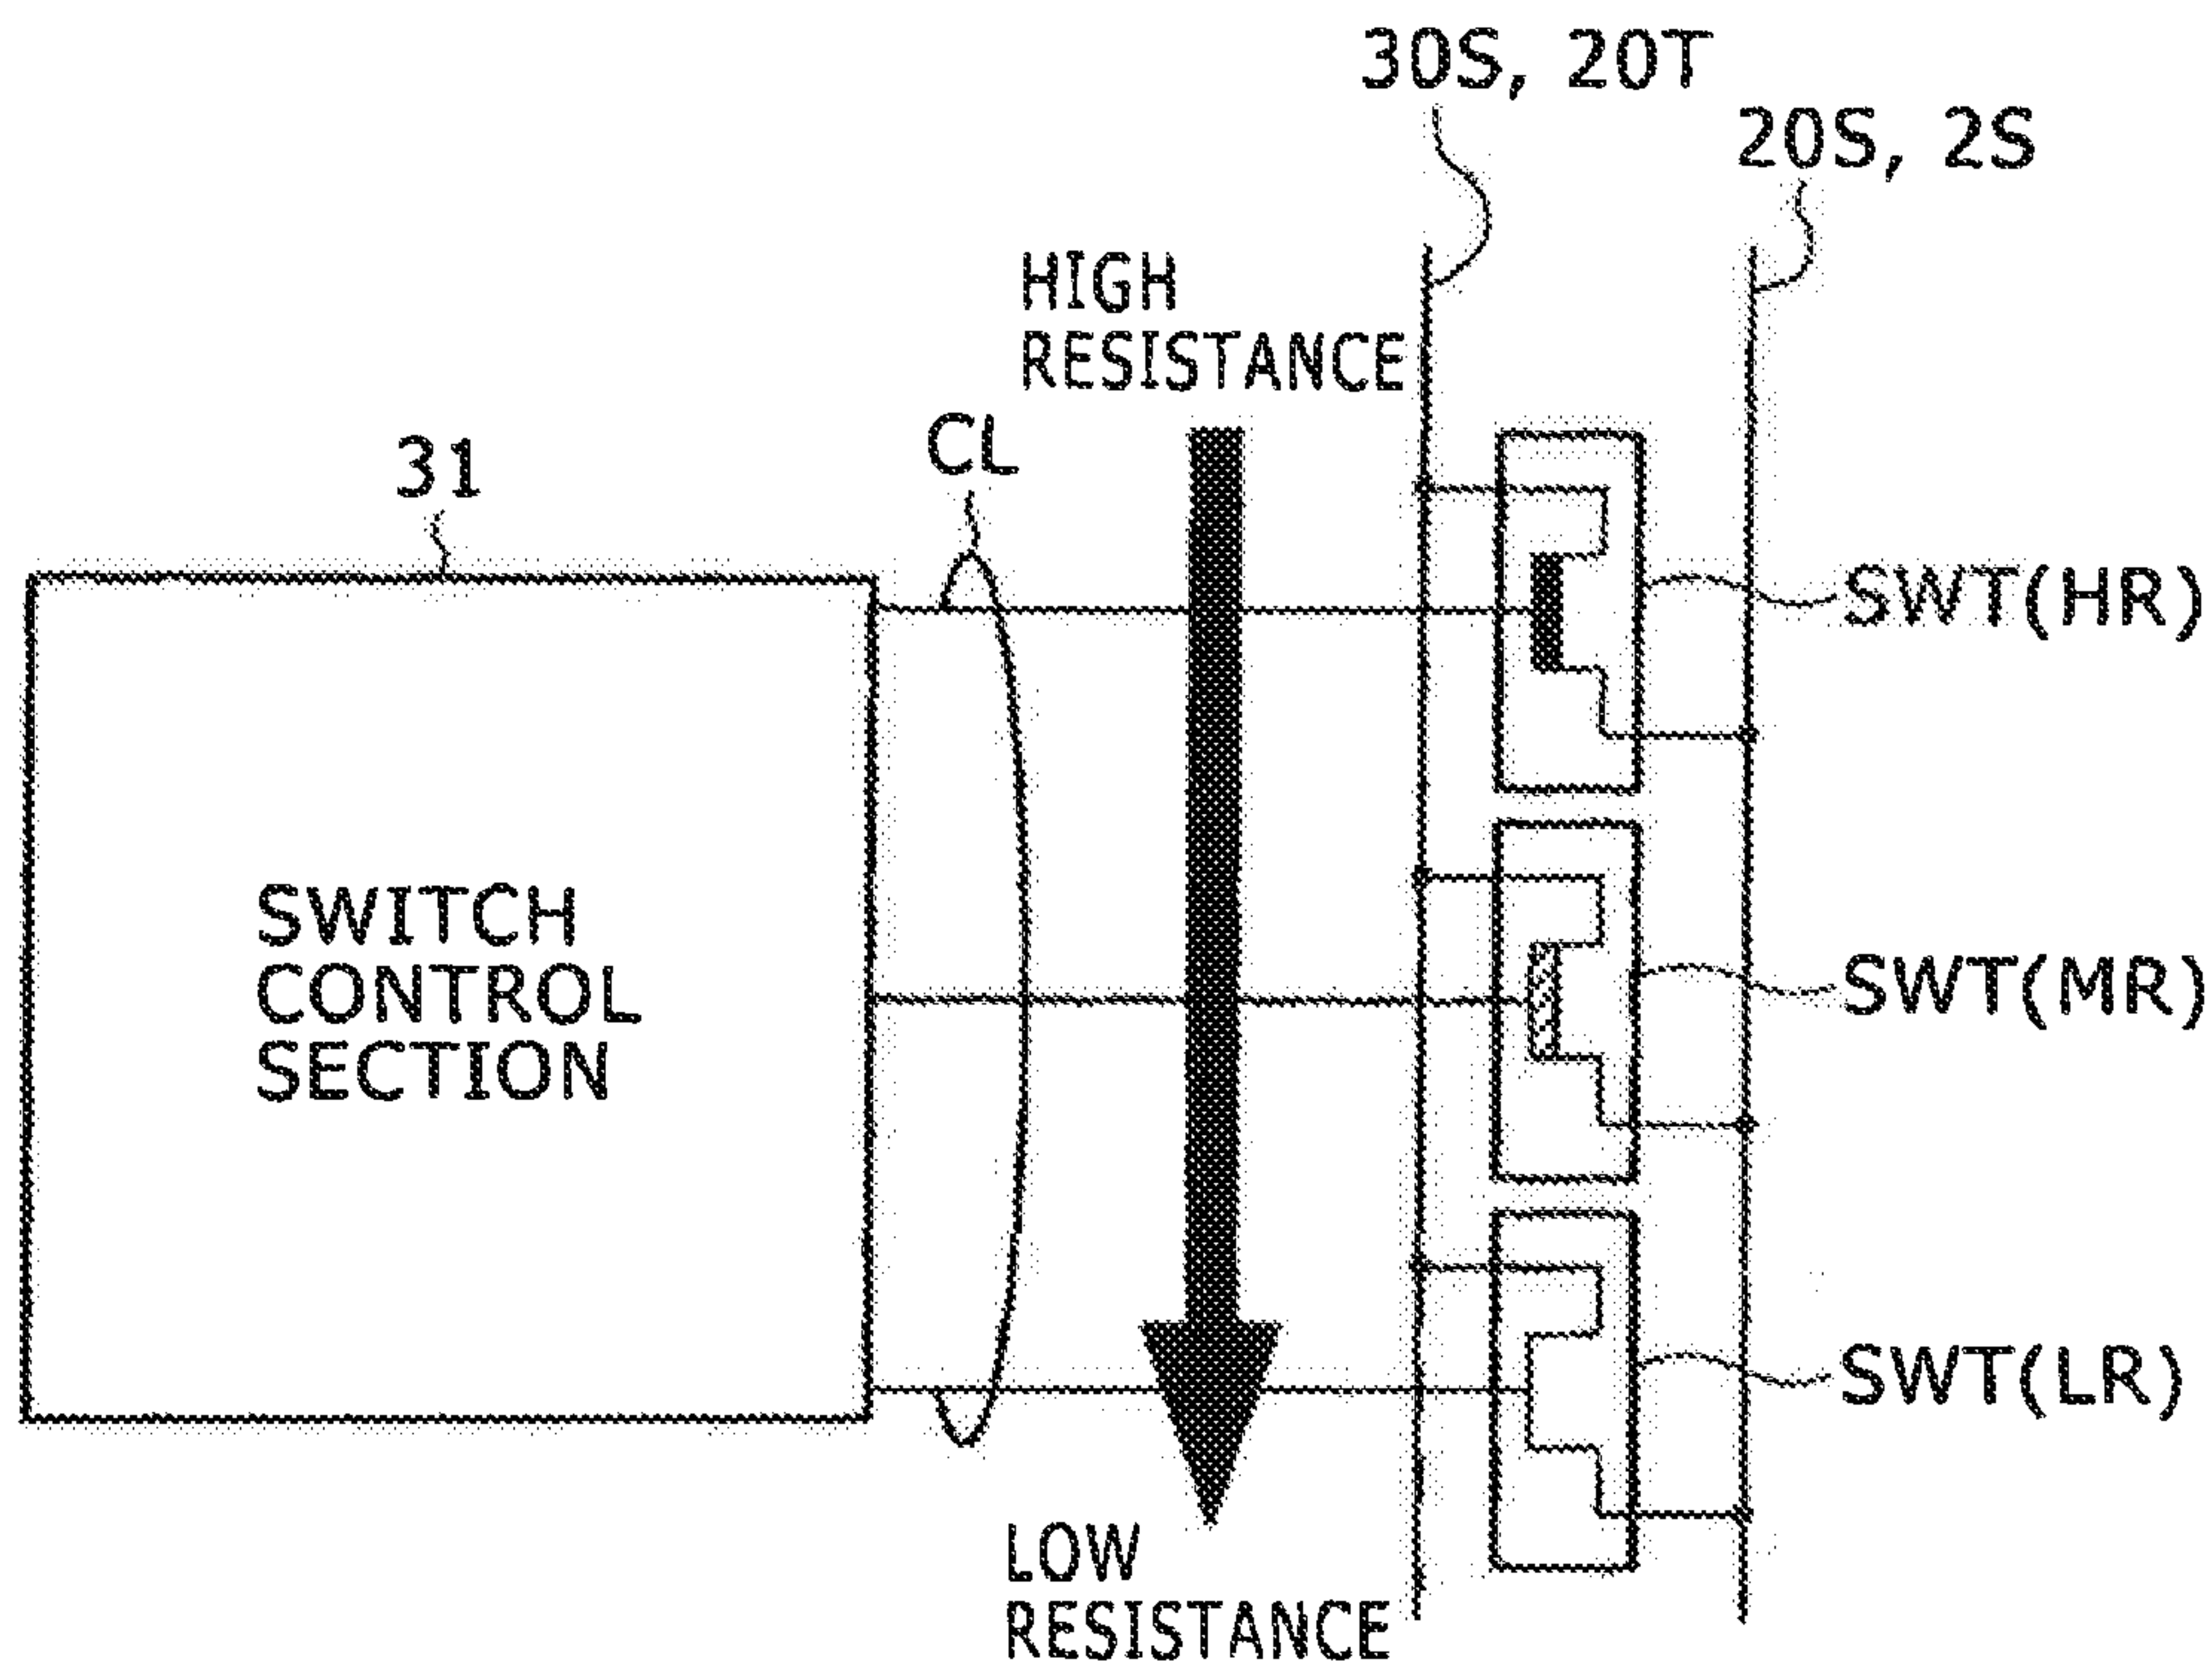 30S, 20T
20S, 2S
HIGH
RESISTANCE
CL
31
SWT(HR)
SWITCH
CONTROL
SECTION
SWT(MR)
SWT(LR)
LOW
RESISTANCE